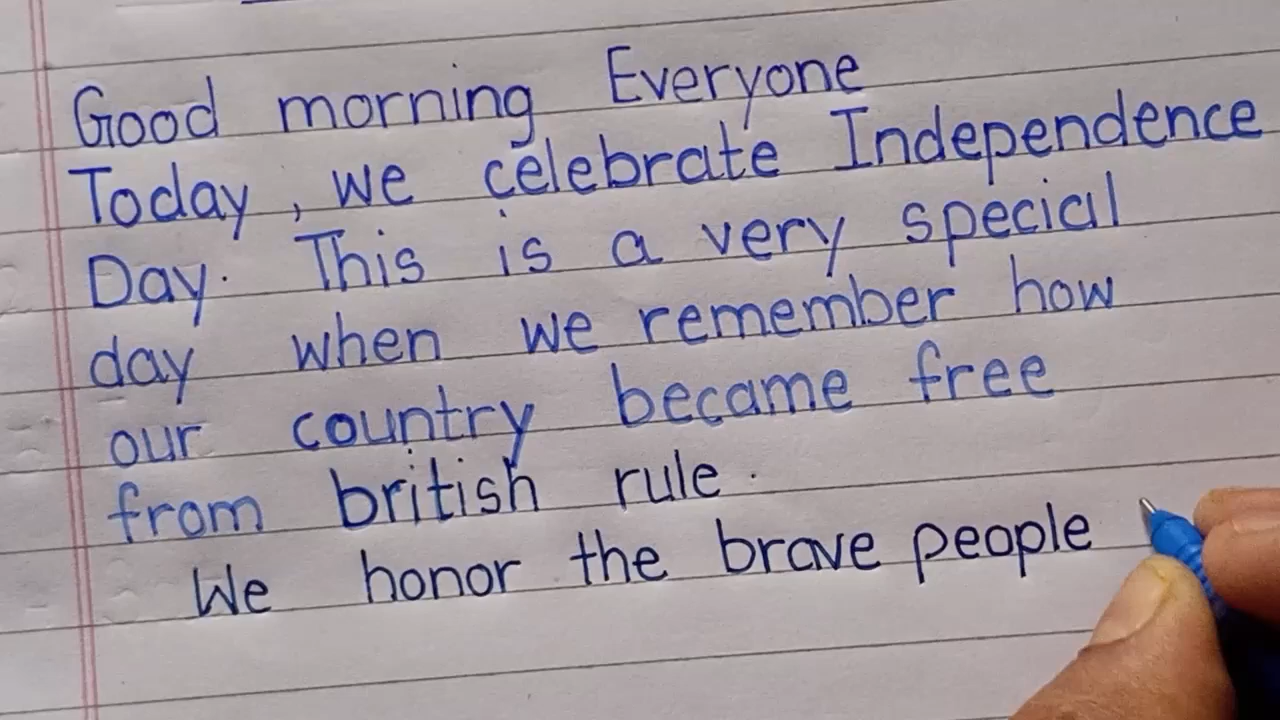 Good morning Everyone
Today, we celebrate Independence
Day. This is a very special
day when we remember how
our country became free
from british rule.
We honor the brave people